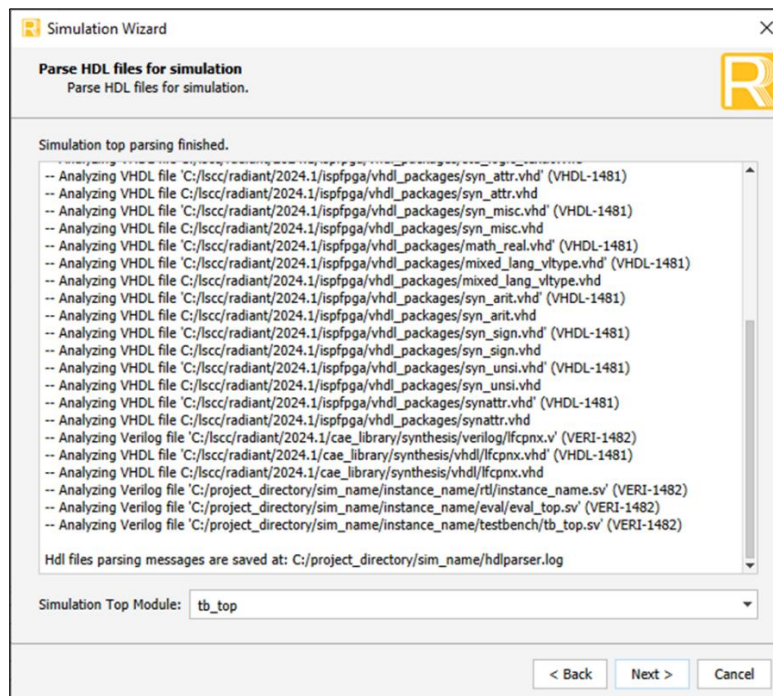 Simulation Wizard
Parse HDL files for simulation
Parse HDL files for simulation.
Simulation top parsing finished.
-- Analyzing VHDL file 'C:/lscc/radiant/2024.1/ispfpga/vhdl_packages/syn_attr.vhd' (VHDL-1481)
-- Analyzing VHDL file C:/lscc/radiant/2024.1/ispfpga/vhdl_packages/syn_attr.vhd
-- Analyzing VHDL file 'C:/lscc/radiant/2024.1/ispfpga/vhdl_packages/syn_misc.vhd' (VHDL-1481)
-- Analyzing VHDL file C:/lscc/radiant/2024.1/ispfpga/vhdl_packages/syn_misc.vhd
-- Analyzing VHDL file 'C:/lscc/radiant/2024.1/ispfpga/vhdl_packages/math_real.vhd' (VHDL-1481)
-- Analyzing VHDL file 'C:/lscc/radiant/2024.1/ispfpga/vhdl_packages/mixed_lang_vltype.vhd' (VHDL-1481)
-- Analyzing VHDL file C:/lscc/radiant/2024.1/ispfpga/vhdl_packages/mixed_lang_vltype.vhd
-- Analyzing VHDL file 'C:/lscc/radiant/2024.1/ispfpga/vhdl_packages/syn_arit.vhd' (VHDL-1481)
-- Analyzing VHDL file C:/lscc/radiant/2024.1/ispfpga/vhdl_packages/syn_arit.vhd
-- Analyzing VHDL file 'C:/lscc/radiant/2024.1/ispfpga/vhdl_packages/syn_sign.vhd' (VHDL-1481)
-- Analyzing VHDL file C:/lscc/radiant/2024.1/ispfpga/vhdl_packages/syn_sign.vhd
-- Analyzing VHDL file 'C:/lscc/radiant/2024.1/ispfpga/vhdl_packages/syn_unsi.vhd' (VHDL-1481)
-- Analyzing VHDL file C:/lscc/radiant/2024.1/ispfpga/vhdl_packages/syn_unsi.vhd
-- Analyzing VHDL file 'C:/lscc/radiant/2024.1/ispfpga/vhdl_packages/synattr.vhd' (VHDL-1481)
-- Analyzing VHDL file C:/lscc/radiant/2024.1/ispfpga/vhdl_packages/synattr.vhd
-- Analyzing Verilog file 'C:/lscc/radiant/2024.1/cae_library/synthesis/verilog/lfcpnx.v' (VERI-1482)
-- Analyzing VHDL file 'C:/lscc/radiant/2024.1/cae_library/synthesis/vhdl/lfcpnx.vhd' (VHDL-1481)
-- Analyzing VHDL file C:/lscc/radiant/2024.1/cae_library/synthesis/vhdl/lfcpnx.vhd
-- Analyzing Verilog file 'C:/project_directory/sim_name/instance_name/rtl/instance_name.sv' (VERI-1482)
-- Analyzing Verilog file 'C:/project_directory/sim_name/instance_name/eval/eval_top.sv' (VERI-1482)
-- Analyzing Verilog file 'C:/project_directory/sim_name/instance_name/testbench/tb_top.sv' (VERI-1482)
Hdl files parsing messages are saved at: C:/project_directory/sim_name/hdlparser.log
Simulation Top Module: tb_top
< Back Next > Cancel